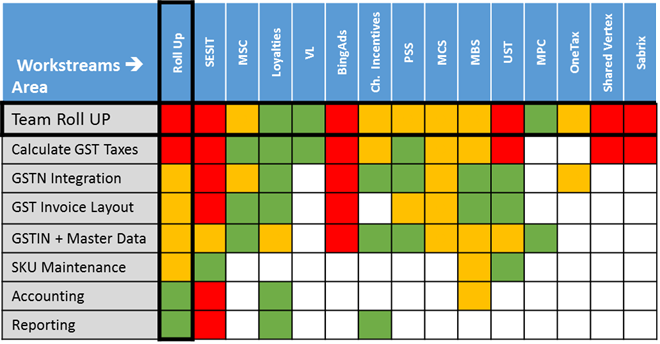 Workstreams → Area
Roll Up
SESIT
MSC
Loyalties
VL
BingAds
Ch. Incentives
PSS
MCS
MBS
UST
MPC
OneTax
Shared Vertex
Sabrix
Team Roll UP
Calculate GST Taxes
GSTN Integration
GST Invoice Layout
GSTIN + Master Data
SKU Maintenance
Accounting
Reporting